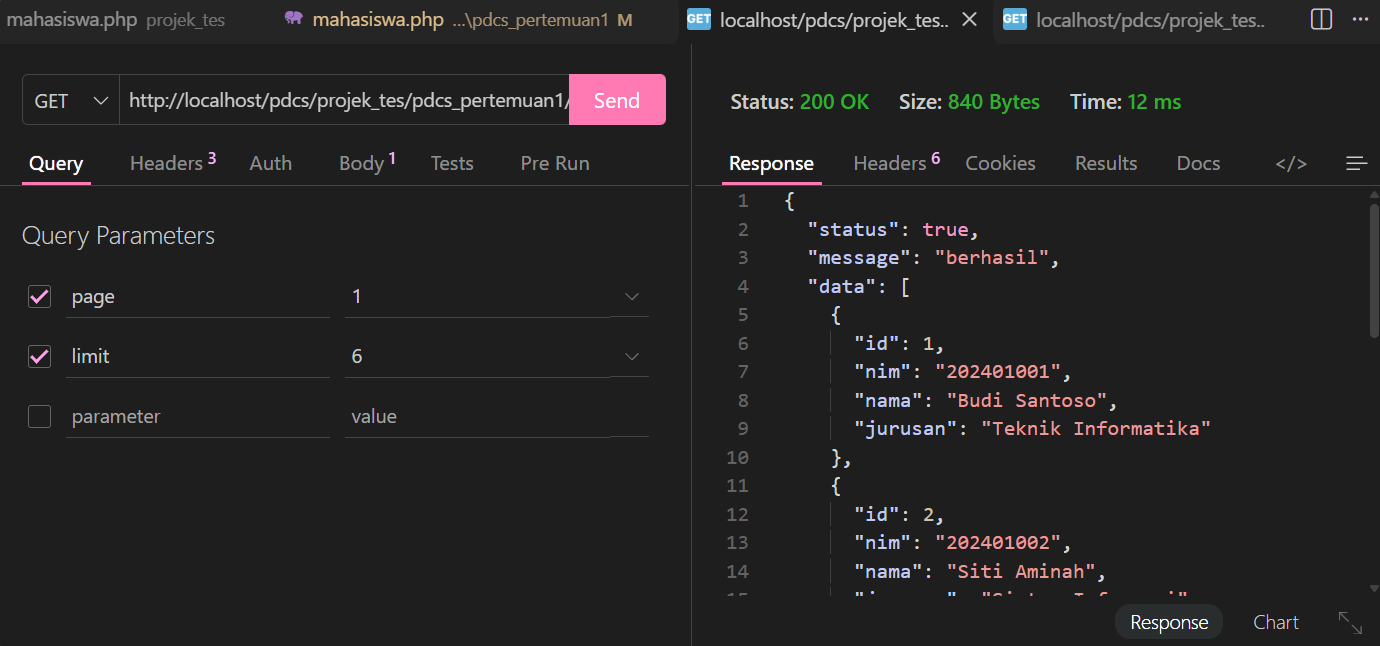 mahasiswa.php projek_tes
mahasiswa.php ...\pdcs_pertemuan1 M
GET localhost/pdcs/projek_tes..
GET localhost/pdcs/projek_tes..
GET
http://localhost/pdcs/projek_tes/pdcs_pertemuan1/
Send
Query
Headers 3
Auth
Body 1
Tests
Pre Run
Query Parameters
page 1
limit 6
parameter value
Status: 200 OK Size: 840 Bytes Time: 12 ms
Response
Headers 6
Cookies
Results
Docs
</>
1 {
2 "status": true,
3 "message": "berhasil",
4 "data": [
5 {
6 "id": 1,
7 "nim": "202401001",
8 "nama": "Budi Santoso",
9 "jurusan": "Teknik Informatika"
10 },
11 {
12 "id": 2,
13 "nim": "202401002",
14 "nama": "Siti Aminah",
Response
Chart